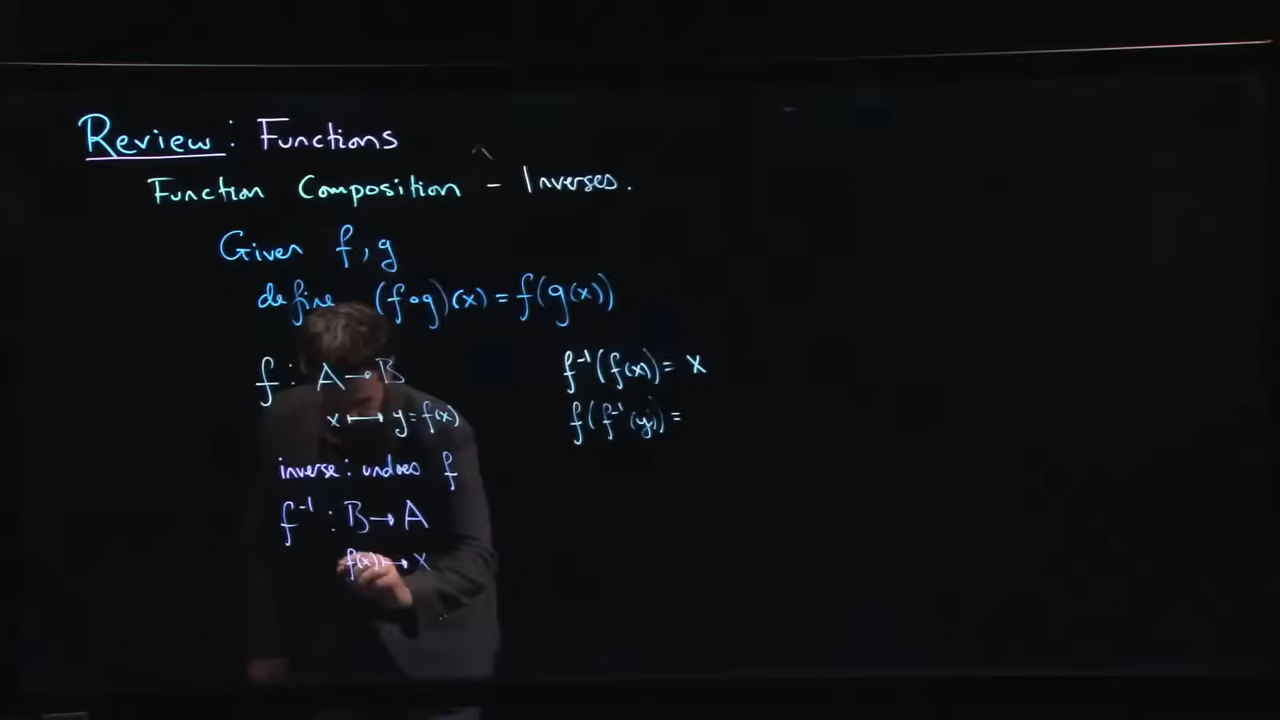 Review: Functions
Function Composition - Inverses.
Given f, g
define (f∘g)(x) = f(g(x))
f: A → B
x ↦ y = f(x)
f⁻¹(f(x)) = x
f(f⁻¹(y)) =
inverse: undoes f
f⁻¹: B → A
f(x) ↦ x